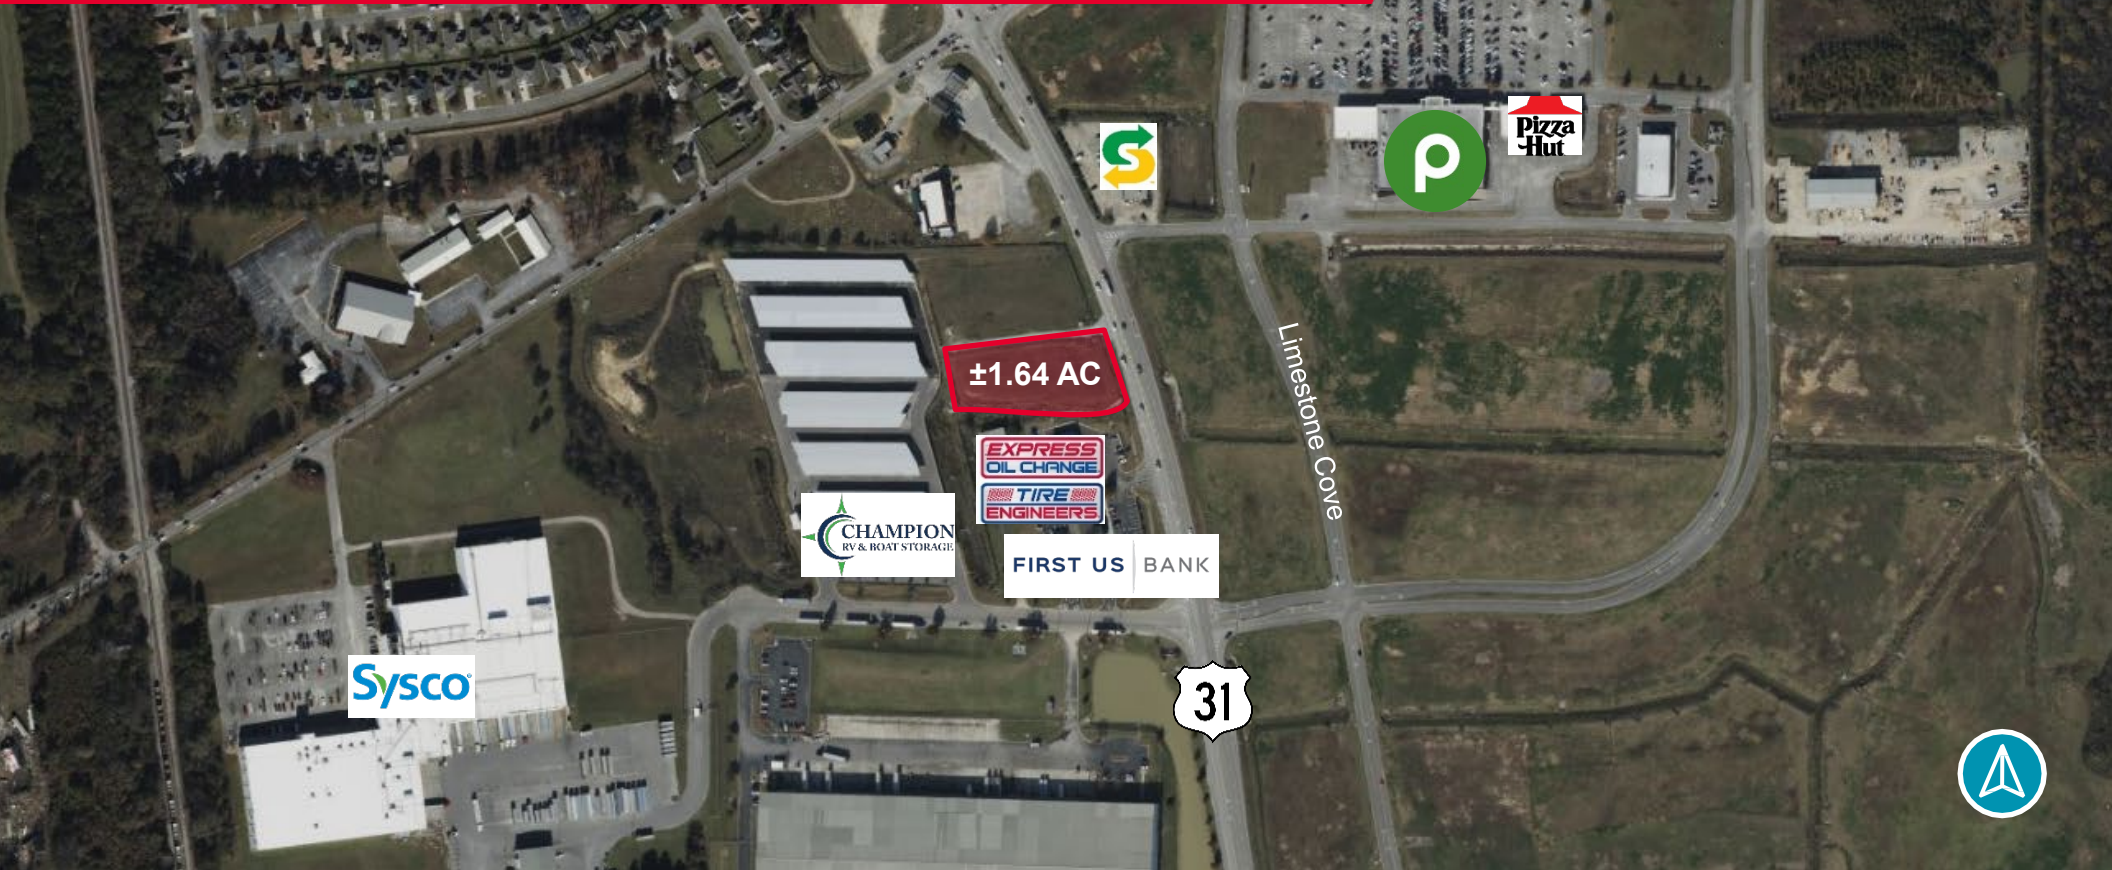 S
P
Pizza
Hut
±1.64 AC
Limestone Cove
EXPRESS
OIL CHANGE
TIRE
ENGINEERS
CHAMPION
RV & BOAT STORAGE
FIRST US BANK
Sysco
31